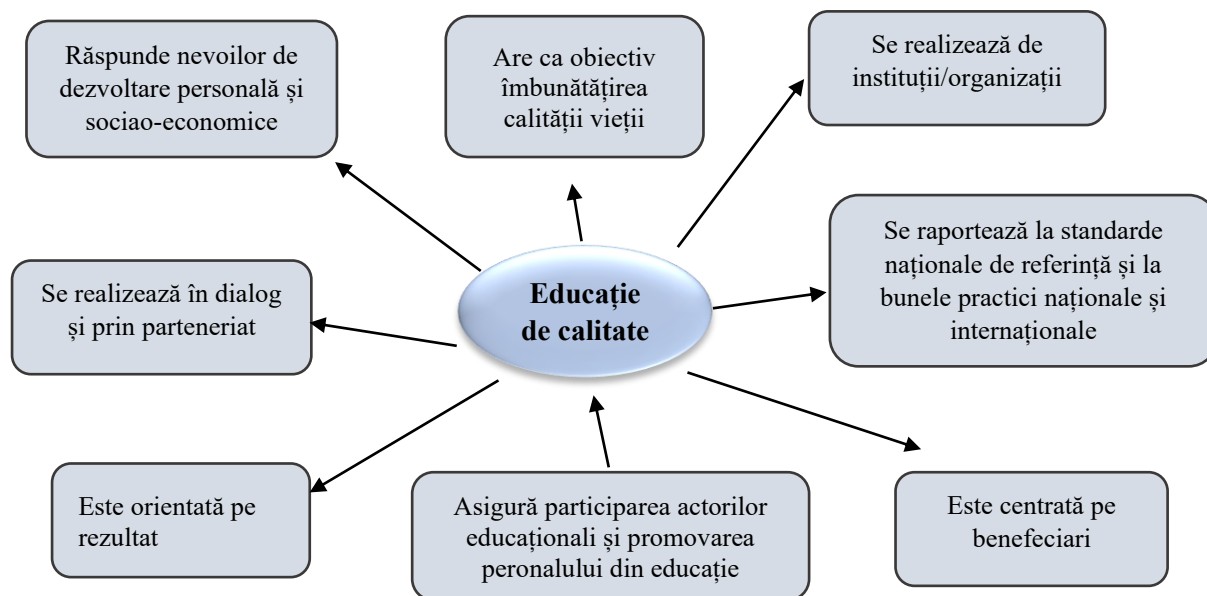 Răspunde nevoilor de
dezvoltare personală și
sociao-economice
Are ca obiectiv
îmbunătățirea
calității vieții
Se realizează de
instituții/organizații
Se realizează în dialog
și prin parteneriat
Educație
de calitate
Se raportează la standarde
naționale de referință și la
bunele practici naționale și
internaționale
Este orientată pe
rezultat
Asigură participarea actorilor
educaționali și promovarea
peronalului din educație
Este centrată pe
benefeciari